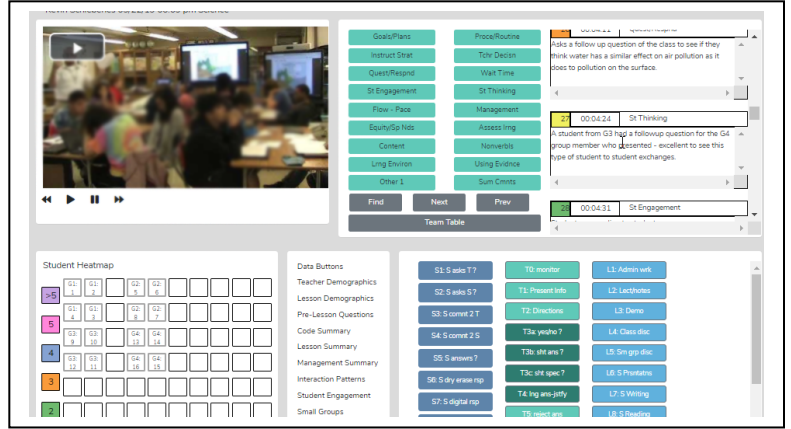 Goals/Plans
Proce/Routine
Instruct Strat
Tchr Decisn
Quest/Respnd
Wait Time
St Engagement
St Thinking
Flow - Pace
Management
Equity/Sp Nds
Assess lrng
Content
Nonverbls
Lrng Environ
Using Evidnce
Other 1
Sum Cmnts
Find
Next
Prev
Team Table
00:04:11
Asks a follow up question of the class to see if they
think water has a similar effect on air pollution as it
does to pollution on the surface.
27 00:04:24 St Thinking
A student from G3 had a followup question for the G4
group member who presented - excellent to see this
type of student to student exchanges.
28 00:04:31 St Engagement
Student Heatmap
>5
G1: 1
G1: 2
G2: 5
G2: 6
5
G1: 4
G1: 3
G2: 8
G2: 7
4
G3: 9
G3: 10
G4: 13
G4: 14
3
G3: 12
G3: 11
G4: 16
G4: 15
2
Data Buttons
Teacher Demographics
Lesson Demographics
Pre-Lesson Questions
Code Summary
Lesson Summary
Management Summary
Interaction Patterns
Student Engagement
Small Groups
S1: S asks T ?
S2: S asks S ?
S3: S comnt 2 T
S4: S comnt 2 S
S5: S answrs ?
S6: S dry erase rsp
S7: S digital rsp
T0: monitor
T1: Present Info
T2: Directions
T3a: yes/no ?
T3b: sht ans ?
T3c: sht spec ?
T4: lng ans-jstfy
T5: reject ans
L1: Admin wrk
L2: Lect/notes
L3: Demo
L4: Class disc
L5: Sm grp disc
L6: S Prsntatns
L7: S Writing
L8: S Reading